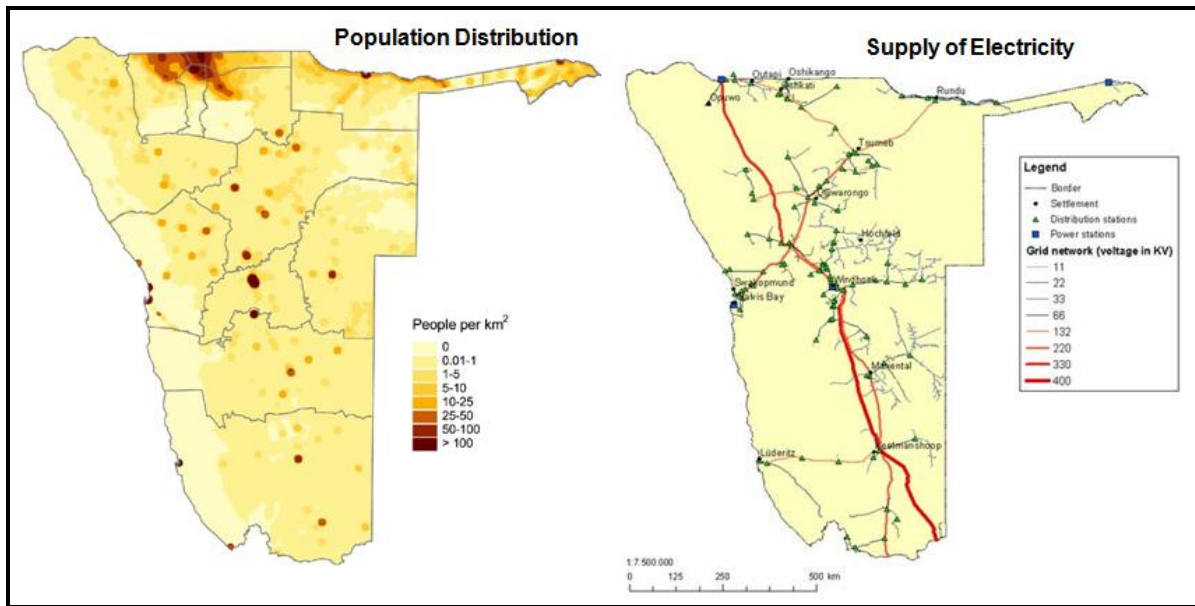 Population Distribution
People per km²
0
0.01-1
1-5
5-10
10-25
25-50
50-100
> 100
Supply of Electricity
Outapi
Oshikango
Oshkati
Opuwo
Rundu
Tsumeb
Otjiwarongo
Hochfeld
Windhoek
Swakopmund
Walvis Bay
Mariental
Keetmanshoop
Lüderitz
Legend
Border
Settlement
Distribution stations
Power stations
Grid network (voltage in KV)
11
22
33
66
132
220
330
400
1:7.500.000
0 125 250 500 km